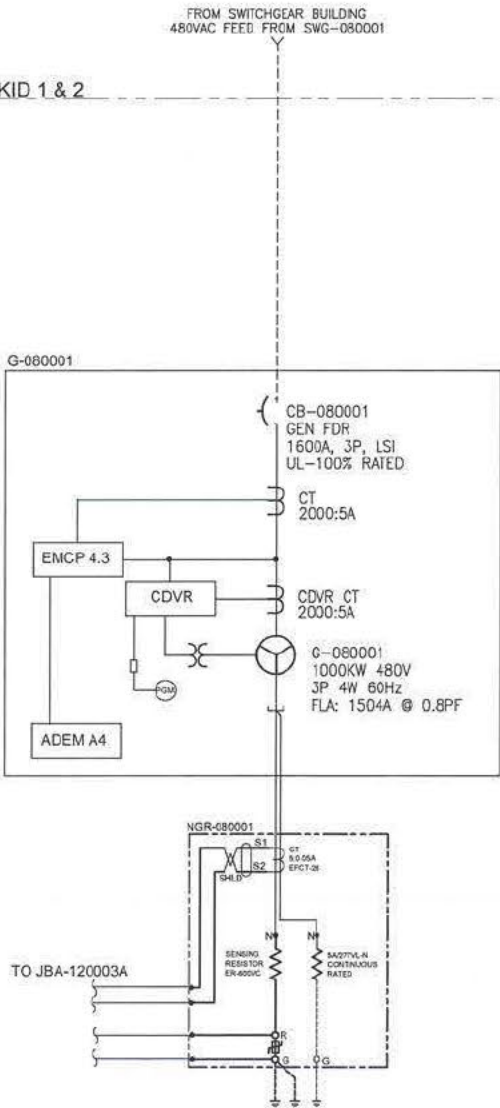 FROM SWITCHGEAR BUILDING
480VAC FEED FROM SWG-080001
KID 1 & 2
G-080001
CB-080001
GEN FDR
1600A, 3P, LSI
UL-100% RATED
CT
2000:5A
EMCP 4.3
CDVR
CDVR CT
2000:5A
G-080001
1000KW 480V
3P 4W 60Hz
FLA: 1504A @ 0.8PF
PGM
ADEM A4
NGR-080001
S1
S2
SHLD
CT
5:0.05A
EFCT-26
N
N
SENSING
RESISTOR
ER-600VC
5A/277VL-N
CONTINUOUS
RATED
TO JBA-120003A
R
G
G